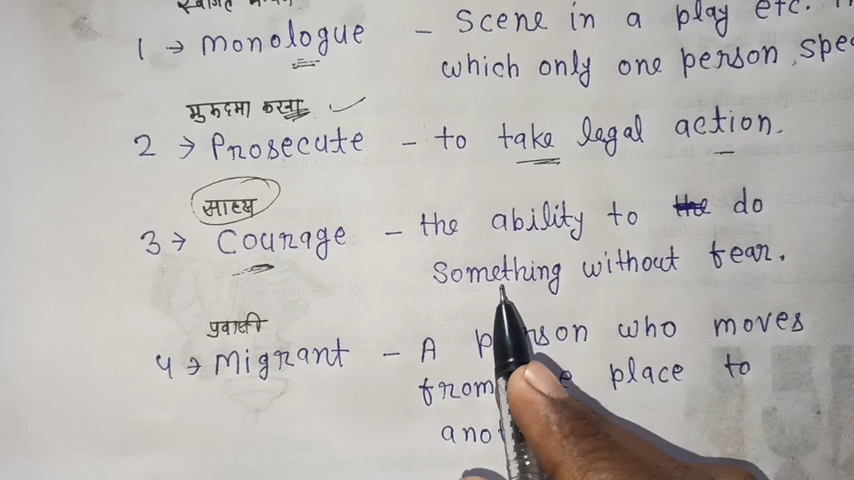 1 → Monologue - Scene in a play etc.
which only one person
मुकदमा करना
2 → Prosecute - to take legal action.
साहस
3 → Courage - the ability to do
Something without fear.
प्रवासी
4 → Migrant - A person who moves
from place to